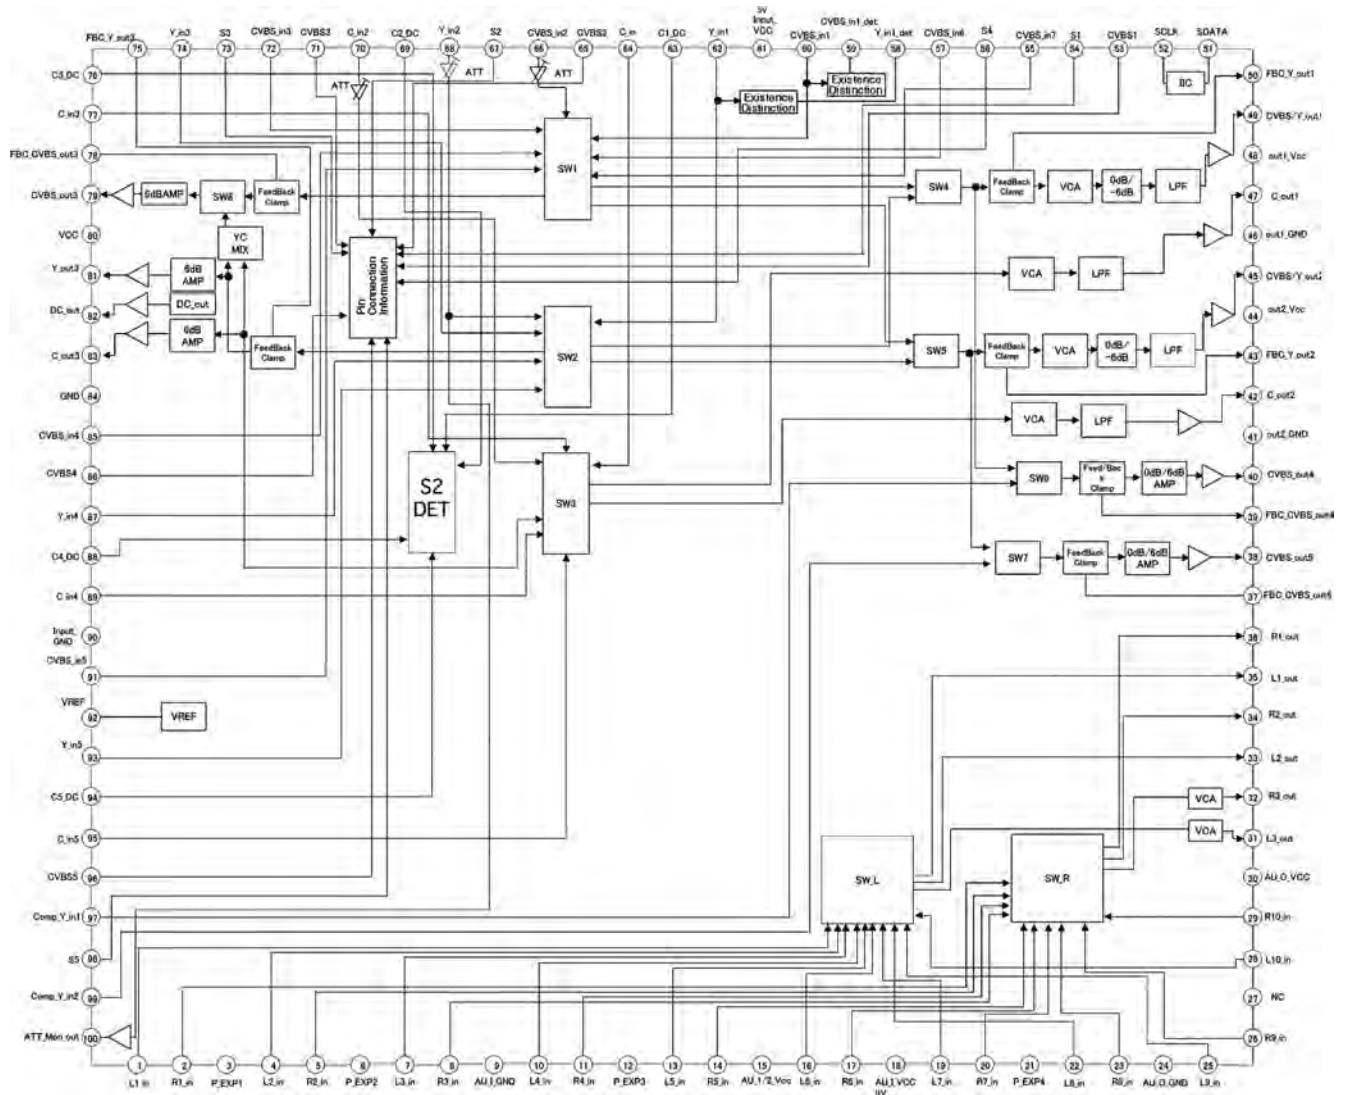 FBC_Y_out3 Y_in3 S3 CVBS_in3 CVBS3 C_in2 C2_DC Y_in2 S2 CVBS_in2 CVBS2 C_in C1_DC Y_in1 5V Input_VCC CVBS_in1 CVBS_in1_det Y_in1_det CVBS_in6 S4 CVBS_in7 S1 CVBS1 SCLK SDATA
75 74 73 72 71 70 69 68 67 66 65 64 63 62 61 60 59 58 57 56 55 54 53 52 51
C3_DC 76
ATT
ATT
ATT
Existence
Distinction
Existence
Distinction
IIC
50 FBC_Y_out1
C_in3 77
49 CVBS/Y_out1
FBC_CVBS_out3 78
48 out1_Vcc
CVBS_out3 79
6dBAMP
SW8
FeedBack
Clamp
SW1
SW4
FeedBack
Clamp
VCA
0dB/
-6dB
LPF
47 C_out1
VCC 80
YC
MIX
46 out1_GND
Y_out3 81
6dB
AMP
Pin
Connection
Information
VCA
LPF
45 CVBS/Y_out2
DC_out 82
DC_out
44 out2_Vcc
C_out3 83
6dB
AMP
FeedBack
Clamp
SW2
SW5
FeedBack
Clamp
VCA
0dB/
-6dB
LPF
43 FBC_Y_out2
GND 84
42 C_out2
VCA
LPF
CVBS_in4 85
41 out2_GND
CVBS4 86
S2
DET
SW3
Feed/Bac
k
Clamp
0dB/6dB
AMP
40 CVBS_out4
Y_in4 87
39
C4_DC 88
SW7
FeedBack
Clamp
0dB/6dB
AMP
38 CVBS_out5
C_in4 89
37
Input_
GND 90
36 R1_out
CVBS_in5 91
35 L1_out
VREF 92
VREF
34 R2_out
Y_in5 93
33 L2_out
C5_DC 94
VCA
32 R3_out
C_in5 95
VCA
31 L3_out
CVBS5 96
SW_L
SW_R
30 AU_O_VCC
Comp_Y_in1 97
29 R10_in
S5 98
28 L10_in
Comp_Y_in2 99
27 NC
ATT_Mon_out 100
26 R9_in
1 2 3 4 5 6 7 8 9 10 11 12 13 14 15 16 17 18 19 20 21 22 23 24 25
L1_in R1_in P_EXP1 L2_in R2_in P_EXP2 L3_in R3_in AU_I_GND L4_in R4_in P_EXP3 L5_in R5_in AU_1/2_Vcc L6_in R6_in AU_I_VCC L7_in R7_in P_EXP4 L8_in R8_in AU_O_GND L9_in